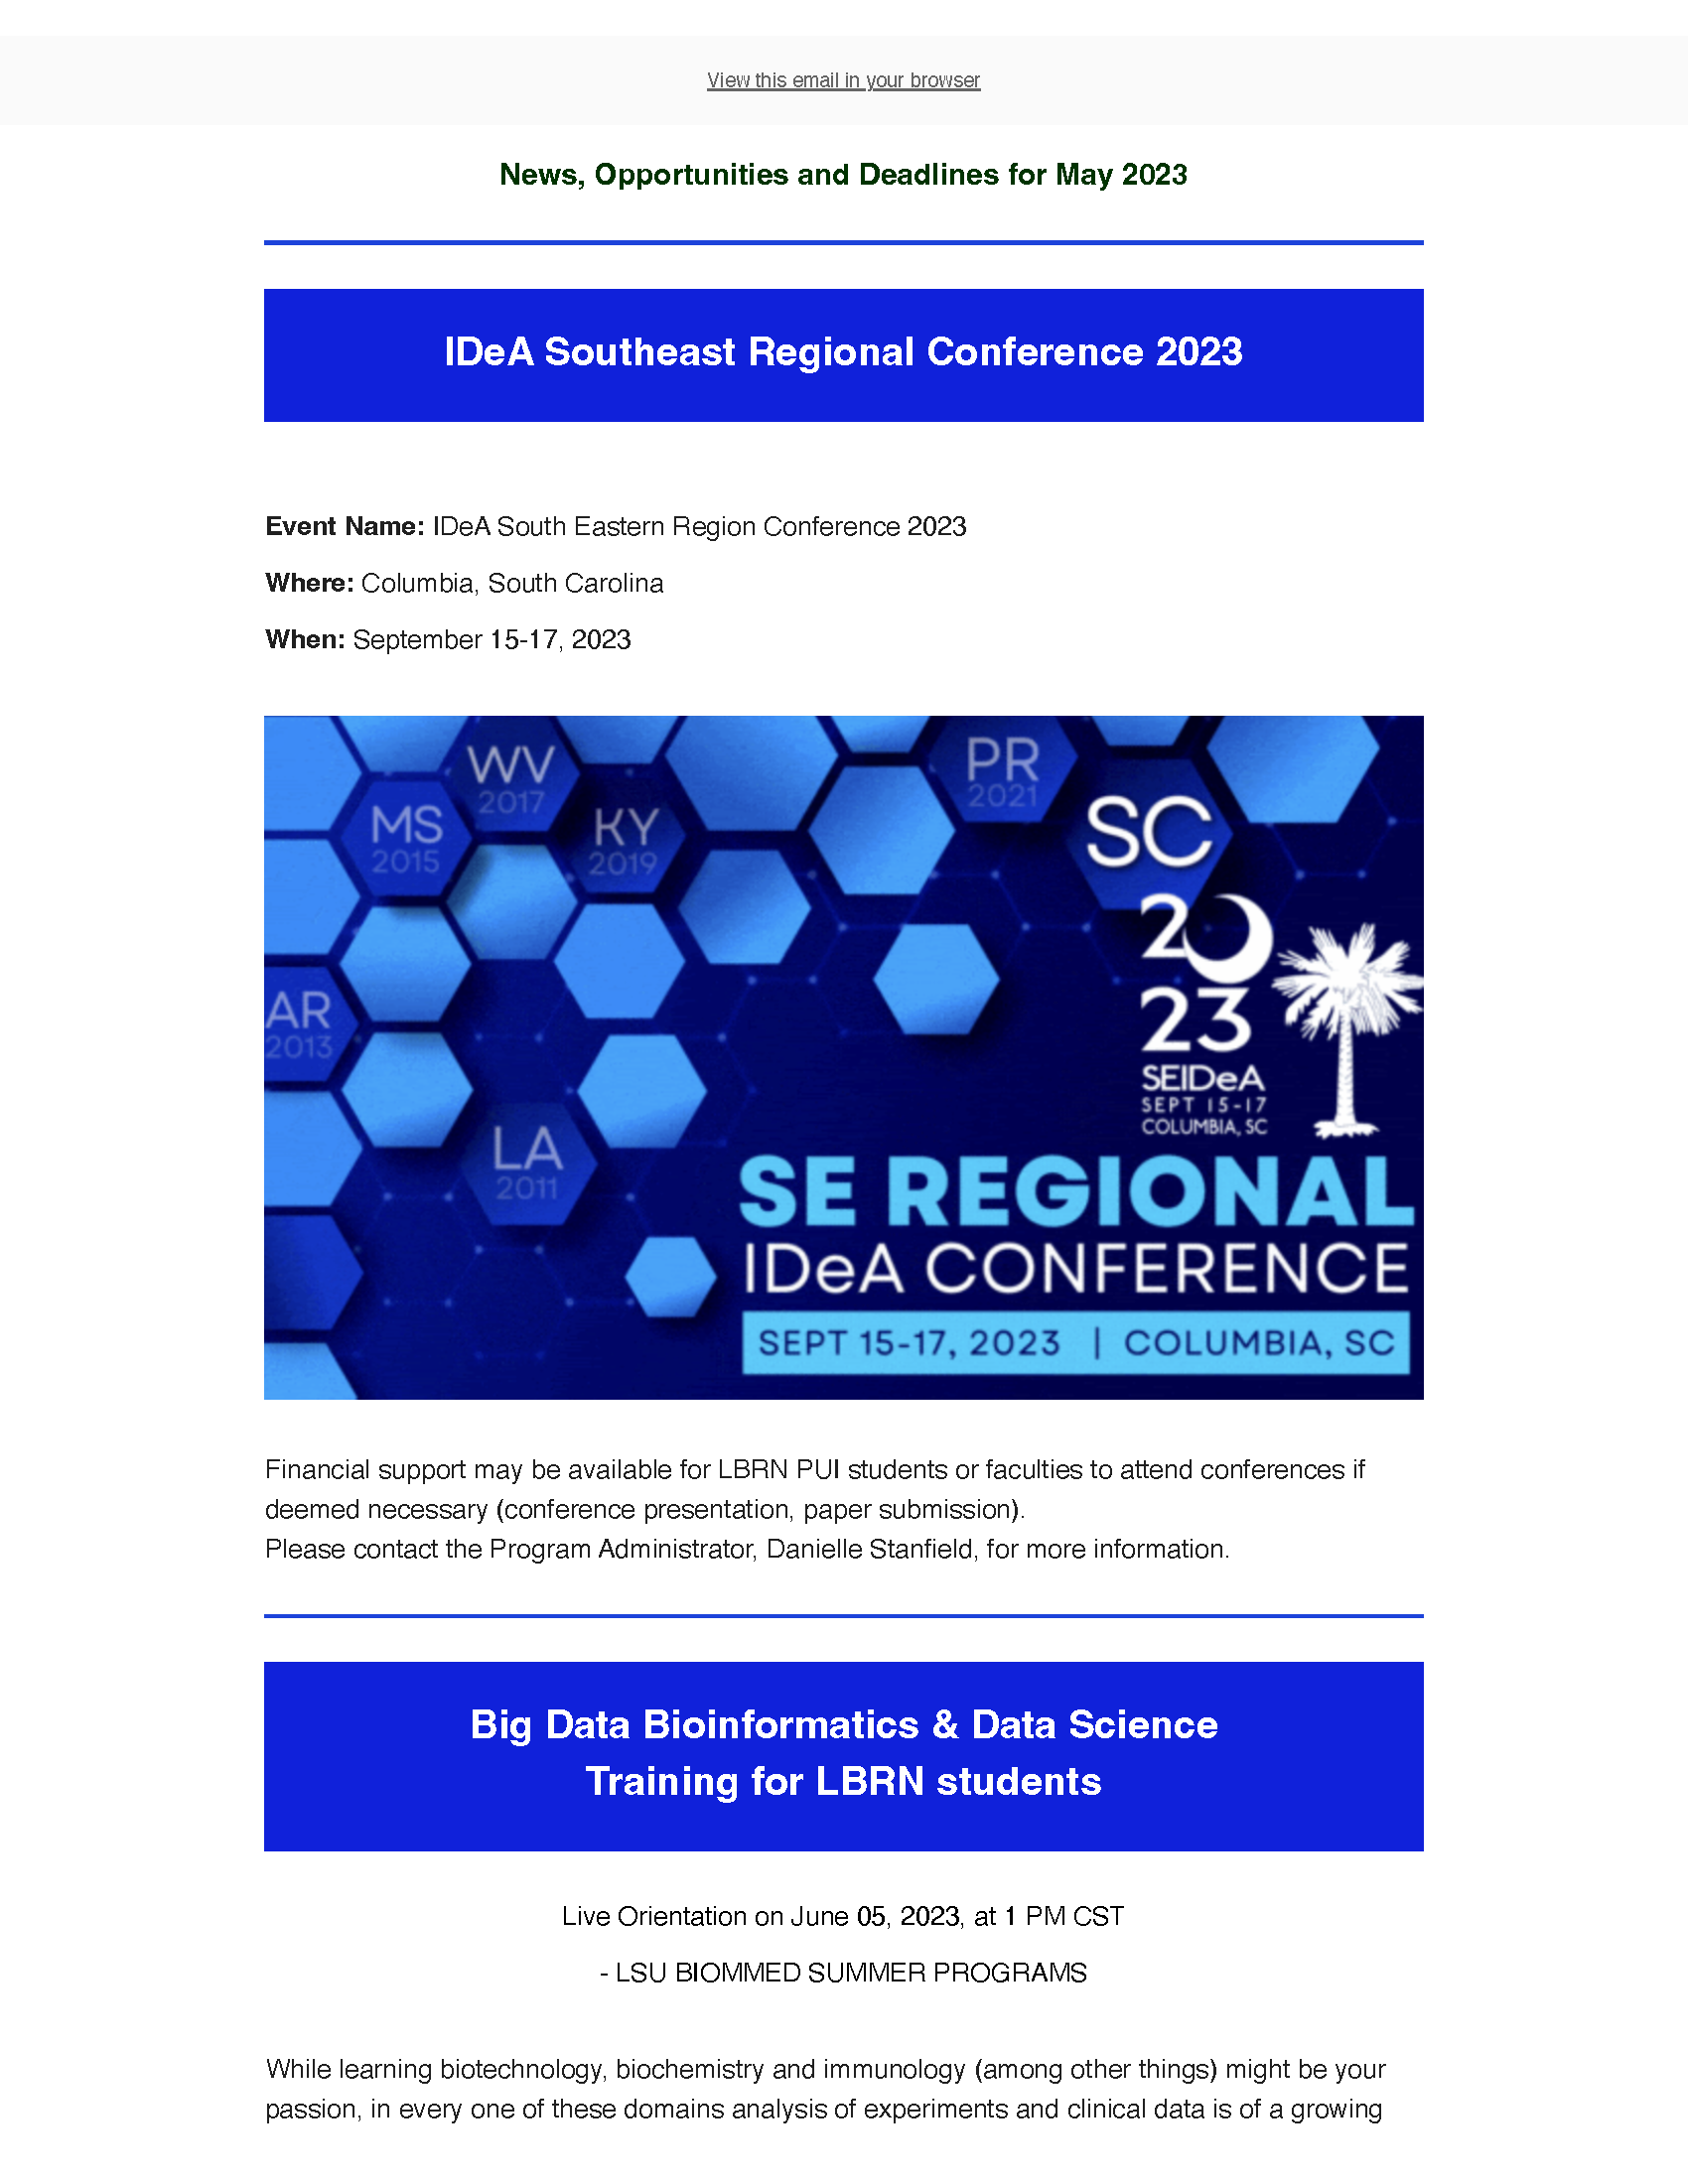 View this email in your browser
News, Opportunities and Deadlines for May 2023
IDeA Southeast Regional Conference 2023
Event Name: IDeA South Eastern Region Conference 2023
Where: Columbia, South Carolina
When: September 15-17, 2023
WV
2017
PR
2021
MS
2015
KY
2019
SC
2023
AR
2013
SEIDeA
SEPT 15-17
COLUMBIA, SC
LA
2011
SE REGIONAL
IDeA CONFERENCE
SEPT 15-17, 2023 | COLUMBIA, SC
Financial support may be available for LBRN PUI students or faculties to attend conferences if
deemed necessary (conference presentation, paper submission).
Please contact the Program Administrator, Danielle Stanfield, for more information.
Big Data Bioinformatics & Data Science
Training for LBRN students
Live Orientation on June 05, 2023, at 1 PM CST
- LSU BIOMMED SUMMER PROGRAMS
While learning biotechnology, biochemistry and immunology (among other things) might be your
passion, in every one of these domains analysis of experiments and clinical data is of a growing